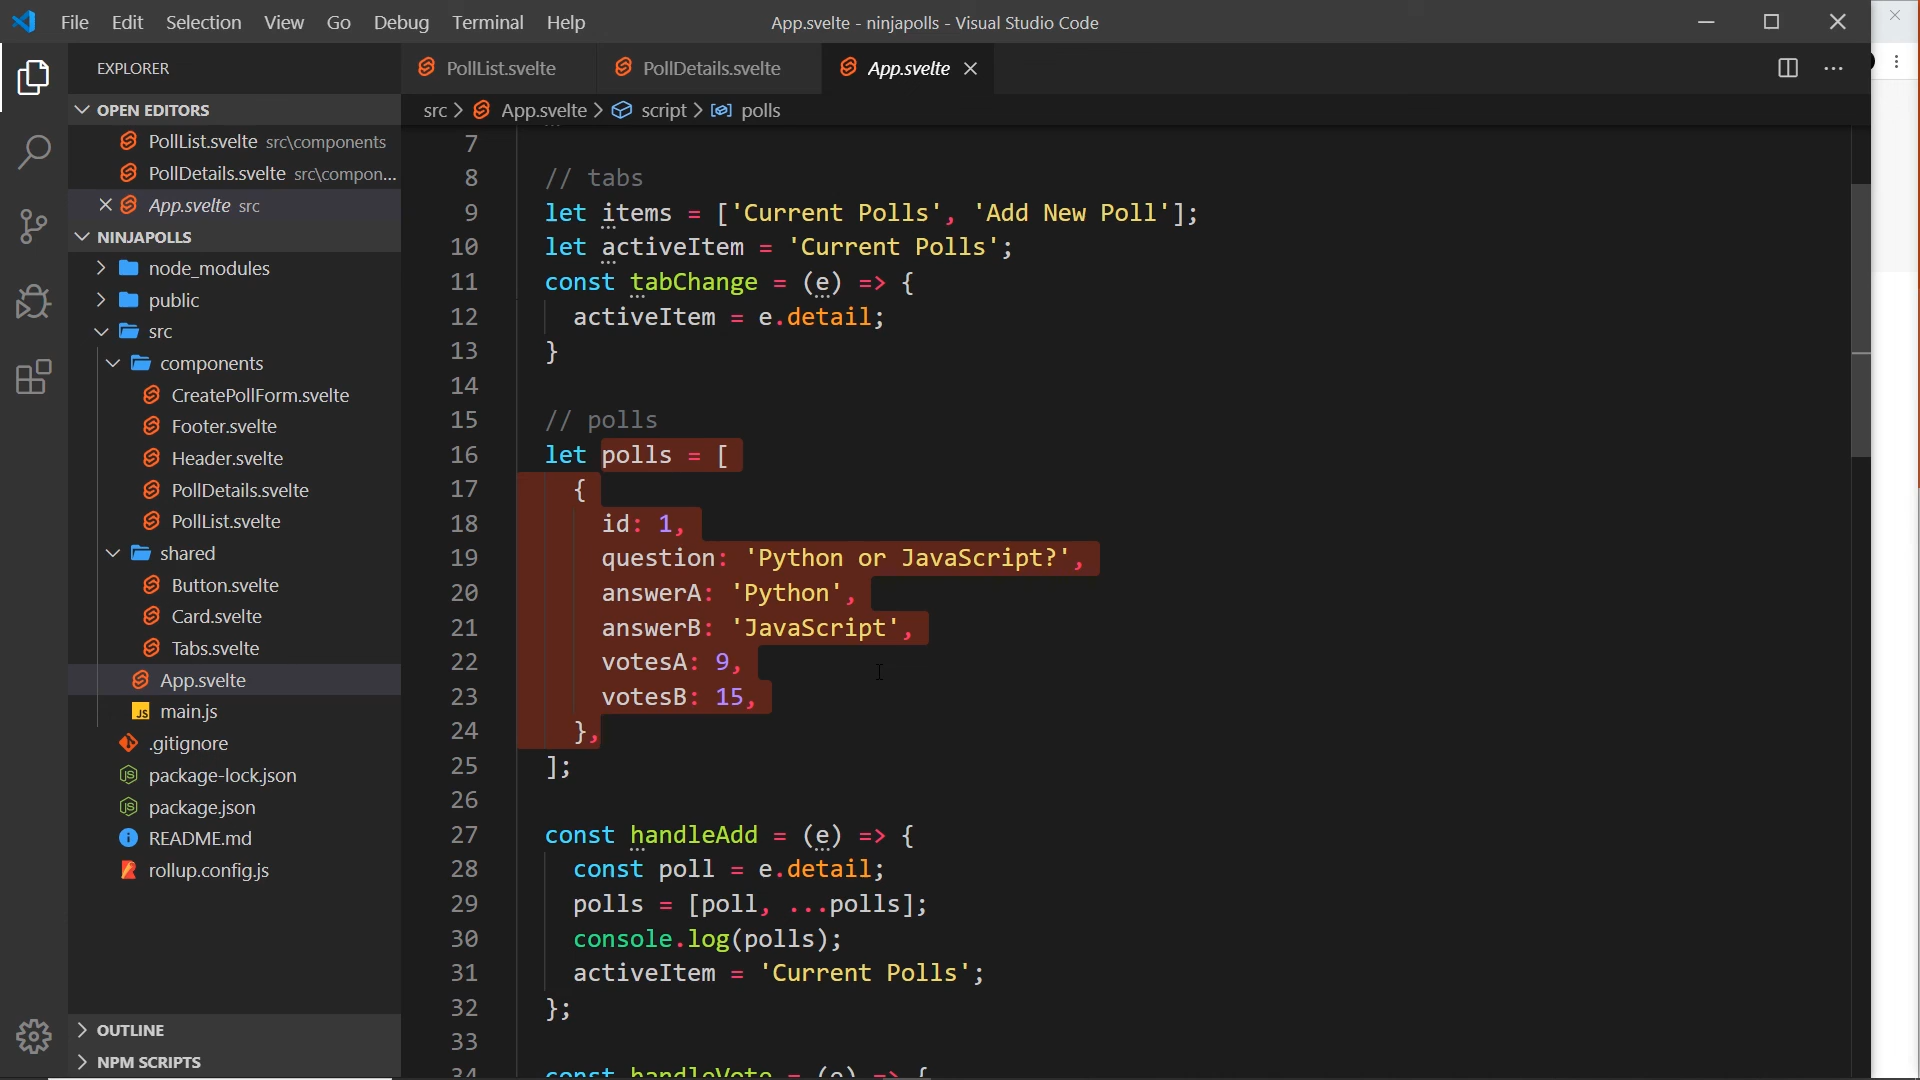 File Edit Selection View Go Debug Terminal Help
App.svelte - ninjapolls - Visual Studio Code
EXPLORER
OPEN EDITORS
PollList.svelte src\components
PollDetails.svelte src\compon...
App.svelte src
NINJAPOLLS
node_modules
public
src
components
CreatePollForm.svelte
Footer.svelte
Header.svelte
PollDetails.svelte
PollList.svelte
shared
Button.svelte
Card.svelte
Tabs.svelte
App.svelte
JS main.js
.gitignore
package-lock.json
package.json
README.md
rollup.config.js
OUTLINE
NPM SCRIPTS
PollList.svelte PollDetails.svelte App.svelte
src > App.svelte > script > polls
7
8 // tabs
9 let items = ['Current Polls', 'Add New Poll'];
10 let activeItem = 'Current Polls';
11 const tabChange = (e) => {
12 activeItem = e.detail;
13 }
14
15 // polls
16 let polls = [
17 {
18 id: 1,
19 question: 'Python or JavaScript?',
20 answerA: 'Python',
21 answerB: 'JavaScript',
22 votesA: 9,
23 votesB: 15,
24 },
25 ];
26
27 const handleAdd = (e) => {
28 const poll = e.detail;
29 polls = [poll, ...polls];
30 console.log(polls);
31 activeItem = 'Current Polls';
32 };
33
34 const handleVote = (e) => {